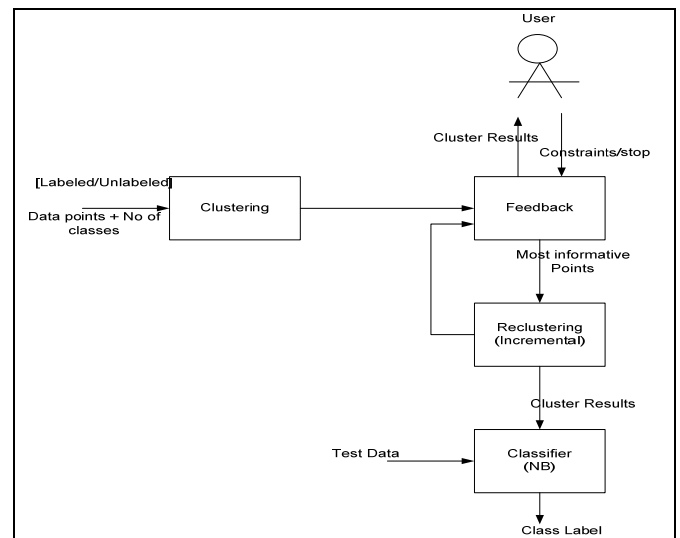 User
Cluster Results
Constraints/stop
[Labeled/Unlabeled]
Data points + No of
classes
Clustering
Feedback
Most informative
Points
Reclustering
(Incremental)
Cluster Results
Test Data
Classifier
(NB)
Class Label